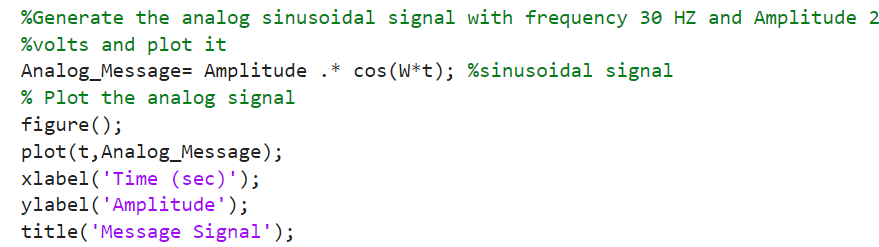 %Generate the analog sinusoidal signal with frequency 30 HZ and Amplitude 2
%volts and plot it
Analog_Message= Amplitude .* cos(W*t); %sinusoidal signal
% Plot the analog signal
figure();
plot(t,Analog_Message);
xlabel('Time (sec)');
ylabel('Amplitude');
title('Message Signal');